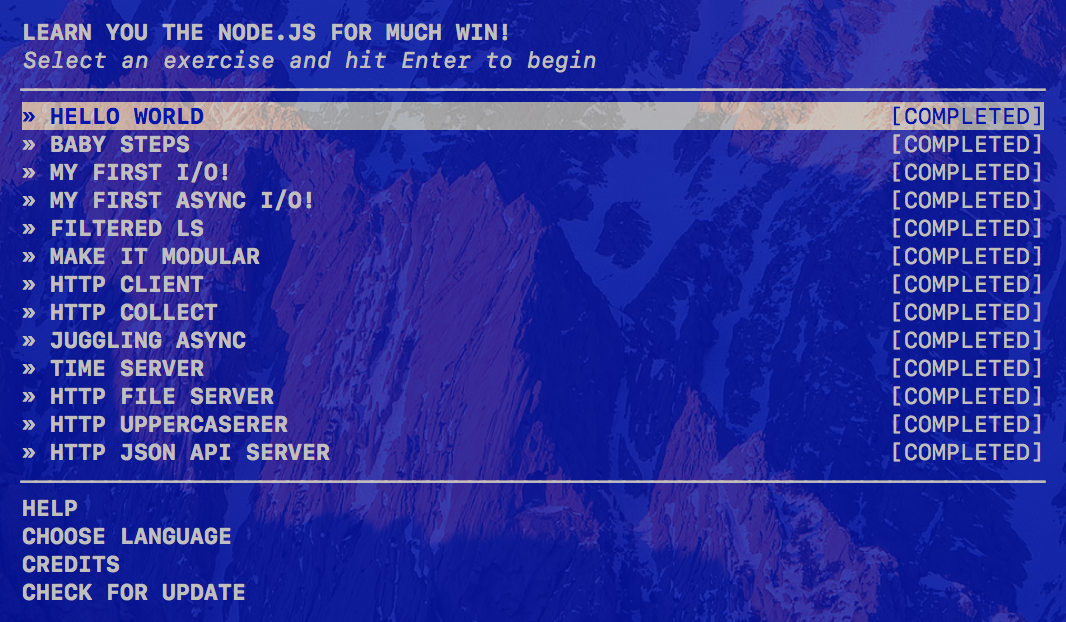 LEARN YOU THE NODE.JS FOR MUCH WIN!
Select an exercise and hit Enter to begin
» HELLO WORLD [COMPLETED]
» BABY STEPS [COMPLETED]
» MY FIRST I/O! [COMPLETED]
» MY FIRST ASYNC I/O! [COMPLETED]
» FILTERED LS [COMPLETED]
» MAKE IT MODULAR [COMPLETED]
» HTTP CLIENT [COMPLETED]
» HTTP COLLECT [COMPLETED]
» JUGGLING ASYNC [COMPLETED]
» TIME SERVER [COMPLETED]
» HTTP FILE SERVER [COMPLETED]
» HTTP UPPERCASERER [COMPLETED]
» HTTP JSON API SERVER [COMPLETED]
HELP
CHOOSE LANGUAGE
CREDITS
CHECK FOR UPDATE